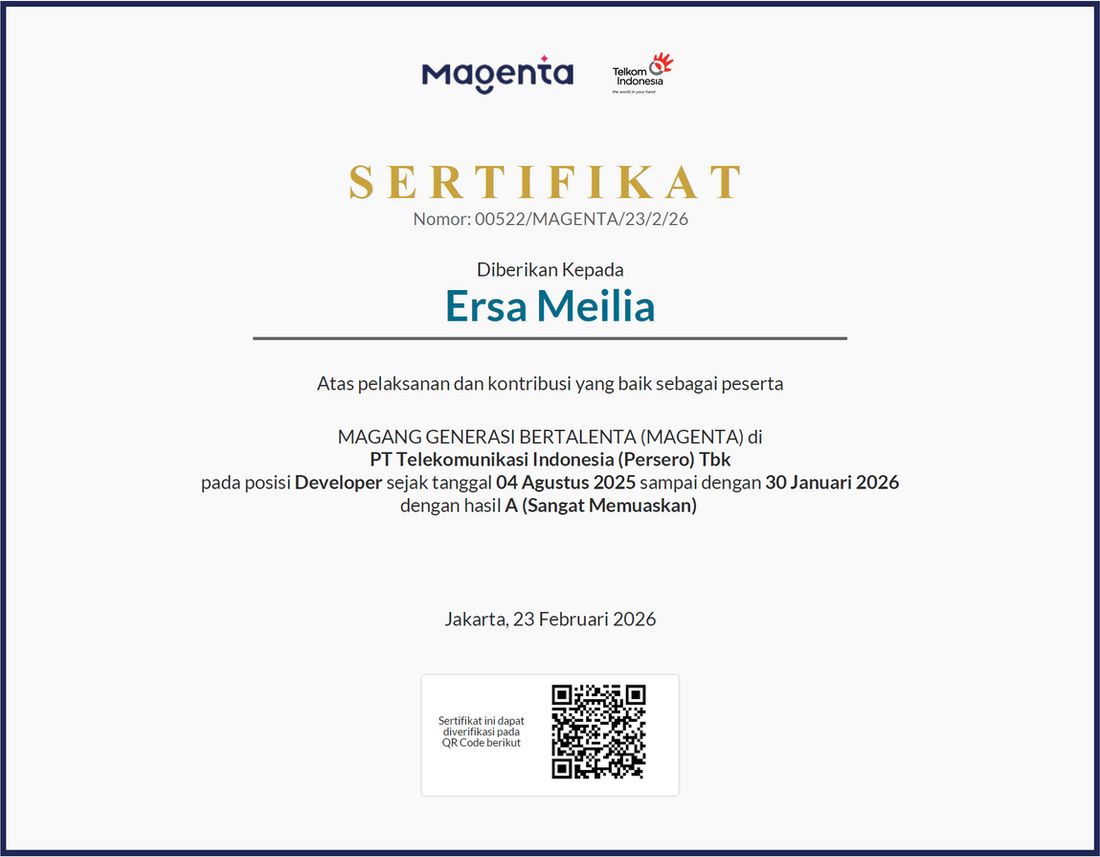 Magenta
Telkom
Indonesia
the world in your hand
SERTIFIKAT
Nomor: 00522/MAGENTA/23/2/26
Diberikan Kepada
Ersa Meilia
Atas pelaksanan dan kontribusi yang baik sebagai peserta
MAGANG GENERASI BERTALENTA (MAGENTA) di
PT Telekomunikasi Indonesia (Persero) Tbk
pada posisi Developer sejak tanggal 04 Agustus 2025 sampai dengan 30 Januari 2026
dengan hasil A (Sangat Memuaskan)
Jakarta, 23 Februari 2026
Sertifikat ini dapat
diverifikasi pada
QR Code berikut